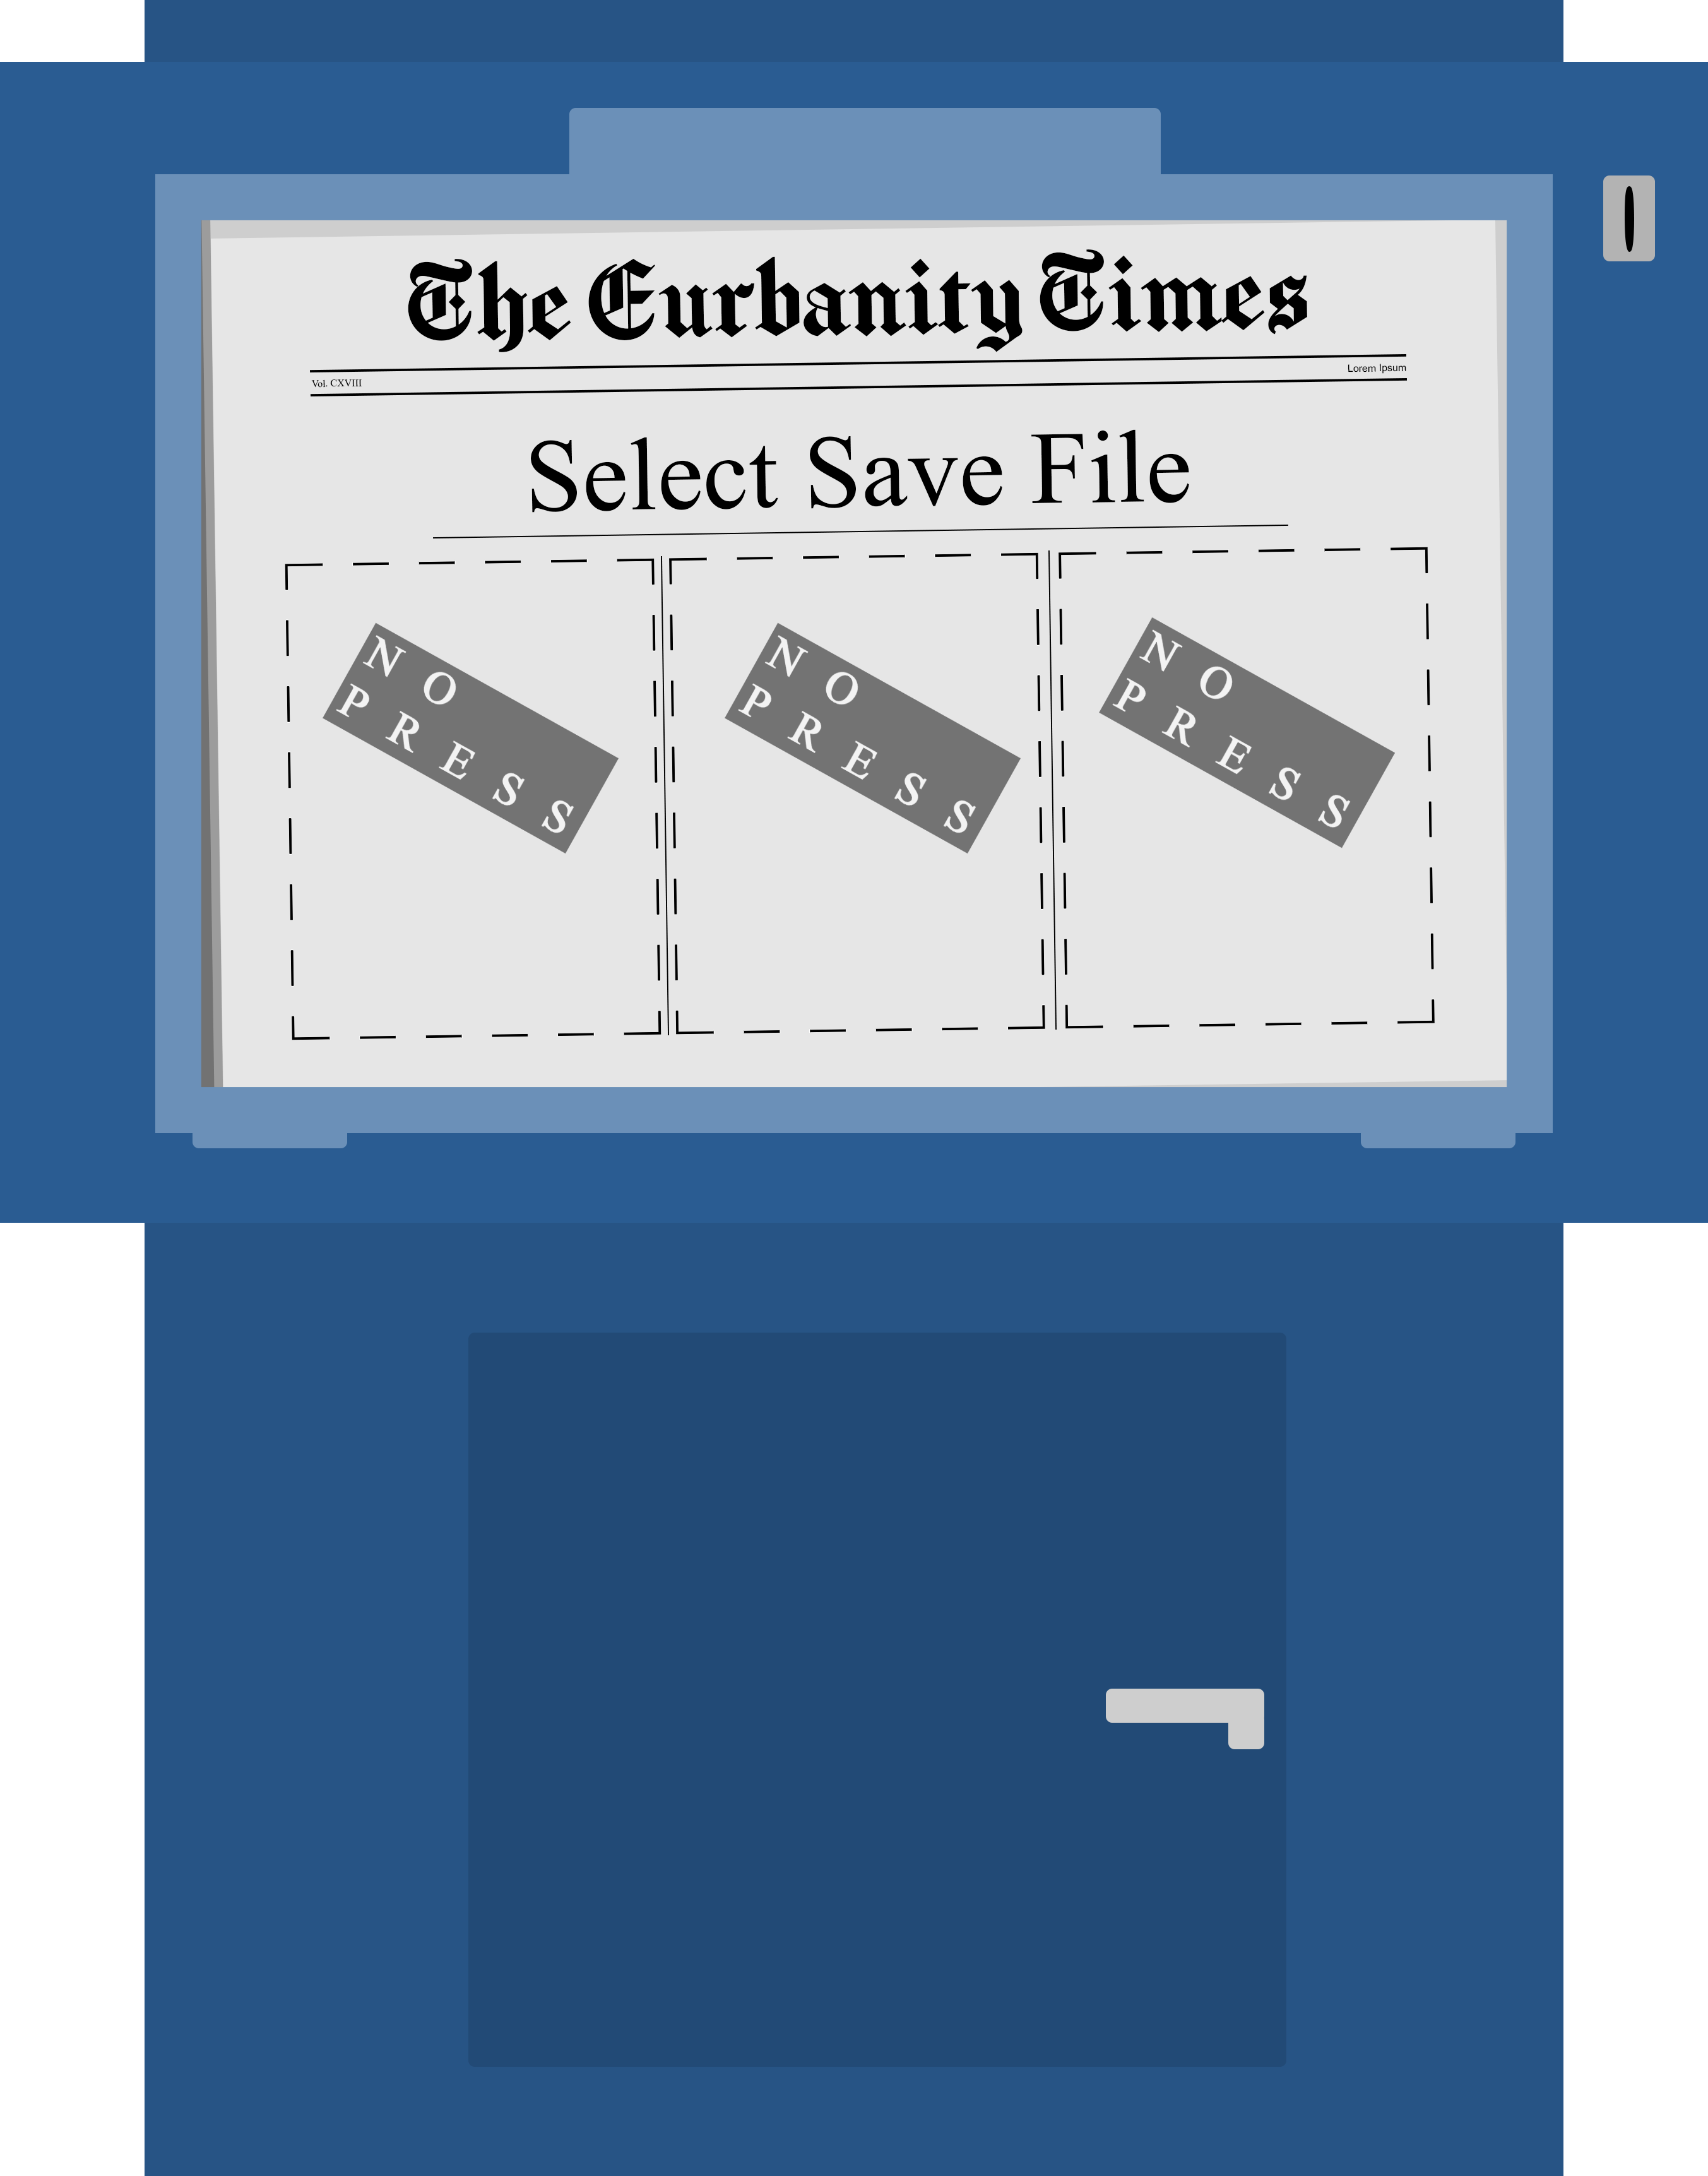 The Eurbanity Times
Vol. CXVIII
Lorem Ipsum
Select Save File
NO
PRESS
NO
PRESS
NO
PRESS